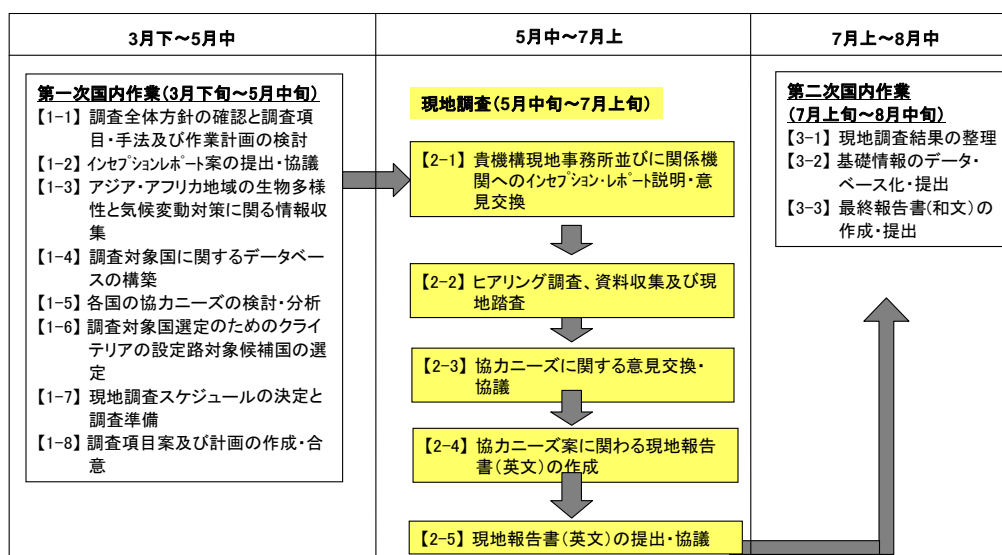 3月下～5月中
5月中～7月上
7月上～8月中
第一次国内作業(3月下旬～5月中旬)
【1-1】 調査全体方針の確認と調査項
目・手法及び作業計画の検討
【1-2】 インセプションレポート案の提出・協議
【1-3】 アジア・アフリカ地域の生物多様
性と気候変動対策に関る情報収
集
【1-4】 調査対象国に関するデータベー
スの構築
【1-5】 各国の協力ニーズの検討・分析
【1-6】 調査対象国選定のためのクライ
テリアの設定路対象候補国の選
定
【1-7】 現地調査スケジュールの決定と
調査準備
【1-8】 調査項目案及び計画の作成・合
意
現地調査(5月中旬～7月上旬)
【2-1】 貴機構現地事務所並びに関係機
関へのインセプション・レポート説明・意
見交換
【2-2】 ヒアリング調査、資料収集及び現
地踏査
【2-3】 協力ニーズに関する意見交換・
協議
【2-4】 協力ニーズ案に関わる現地報告
書(英文)の作成
【2-5】 現地報告書(英文)の提出・協議
第二次国内作業
(7月上旬～8月中旬)
【3-1】 現地調査結果の整理
【3-2】 基礎情報のデータ・
ベース化・提出
【3-3】 最終報告書(和文)の
作成・提出